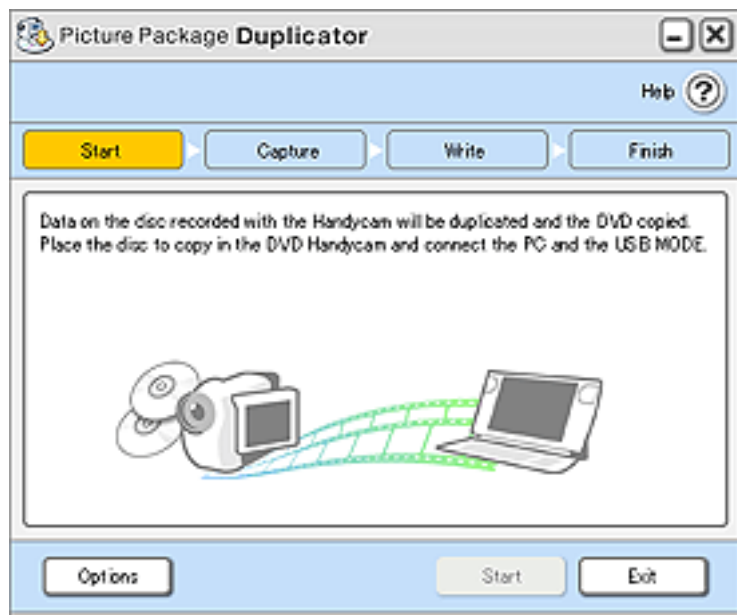 Picture Package Duplicator
Help ?
Start
Capture
Write
Finish
Data on the disc recorded with the Handycam will be duplicated and the DVD copied.
Place the disc to copy in the DVD Handycam and connect the PC and the USB MODE.
Options
Start
Exit